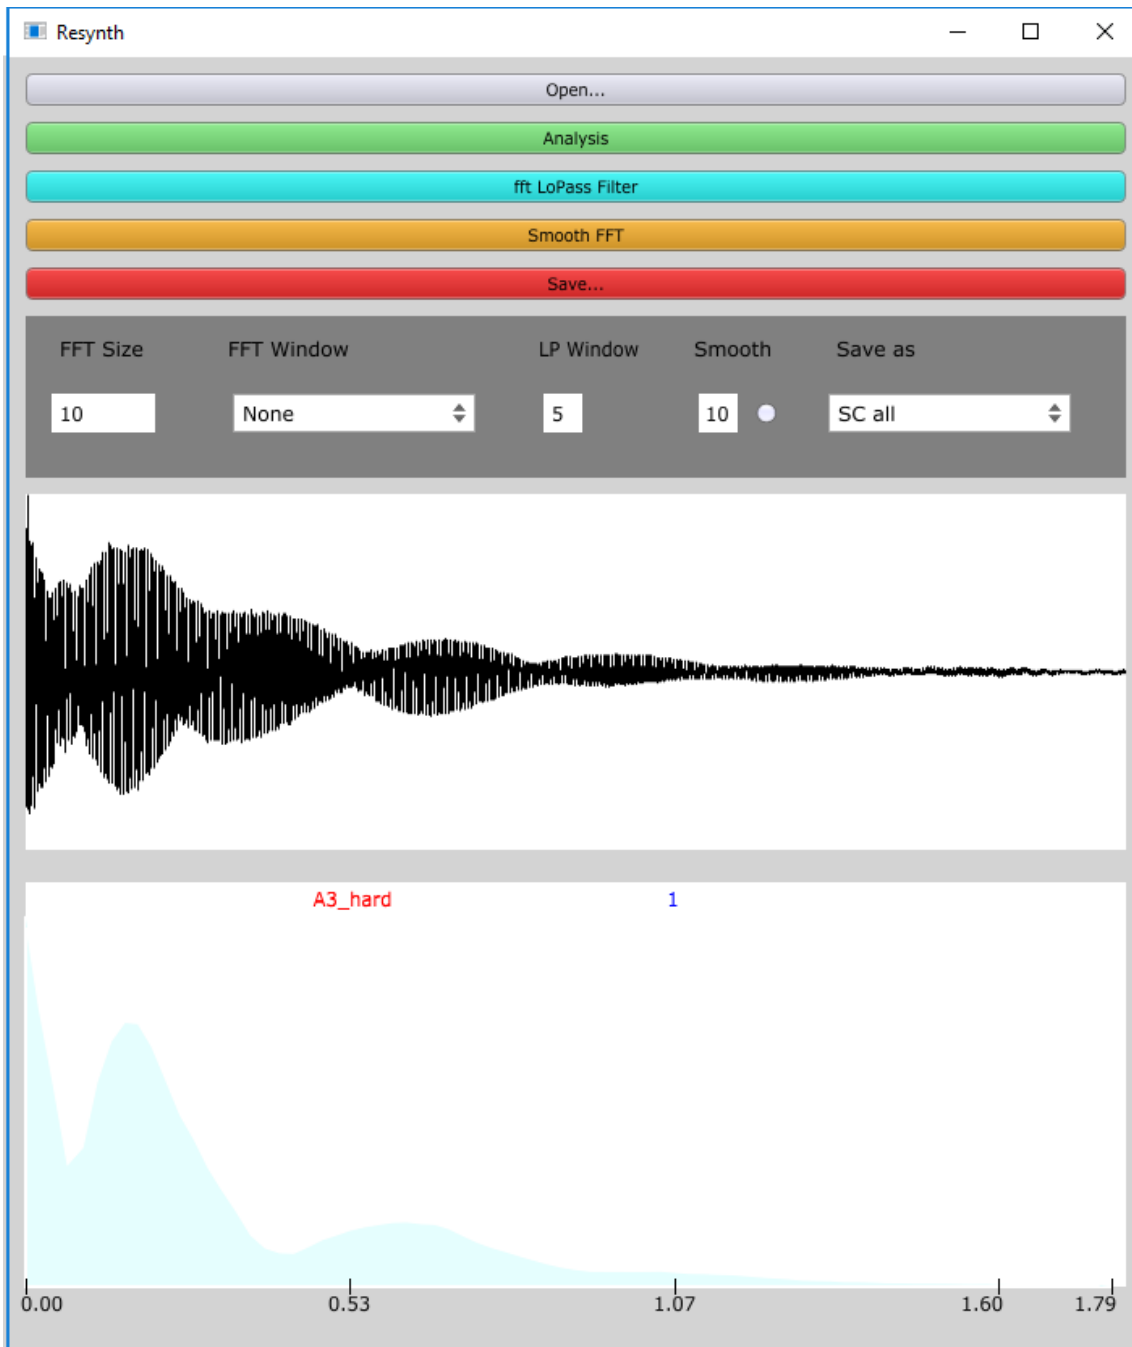 Resynth
Open...
Analysis
fft LoPass Filter
Smooth FFT
Save...
FFT Size FFT Window LP Window Smooth Save as
10 None 5 10 SC all
A3_hard 1
0.00 0.53 1.07 1.60 1.79